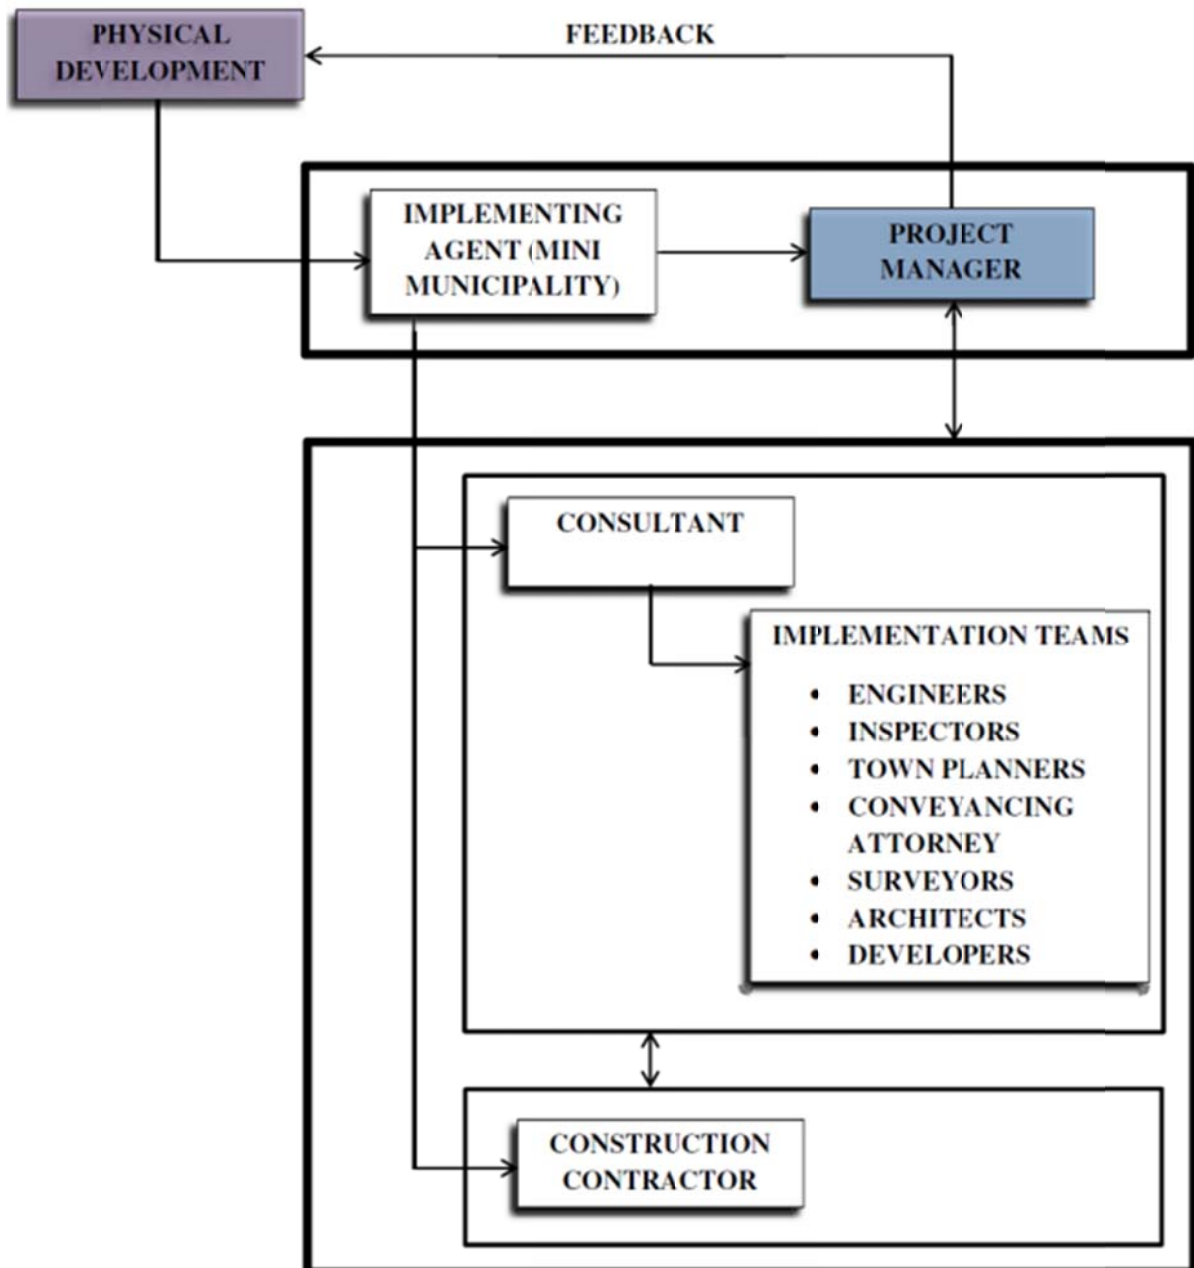 PHYSICAL
DEVELOPMENT
FEEDBACK
IMPLEMENTING
AGENT (MINI
MUNICIPALITY)
PROJECT
MANAGER
CONSULTANT
IMPLEMENTATION TEAMS
• ENGINEERS
• INSPECTORS
• TOWN PLANNERS
• CONVEYANCING
ATTORNEY
• SURVEYORS
• ARCHITECTS
• DEVELOPERS
CONSTRUCTION
CONTRACTOR